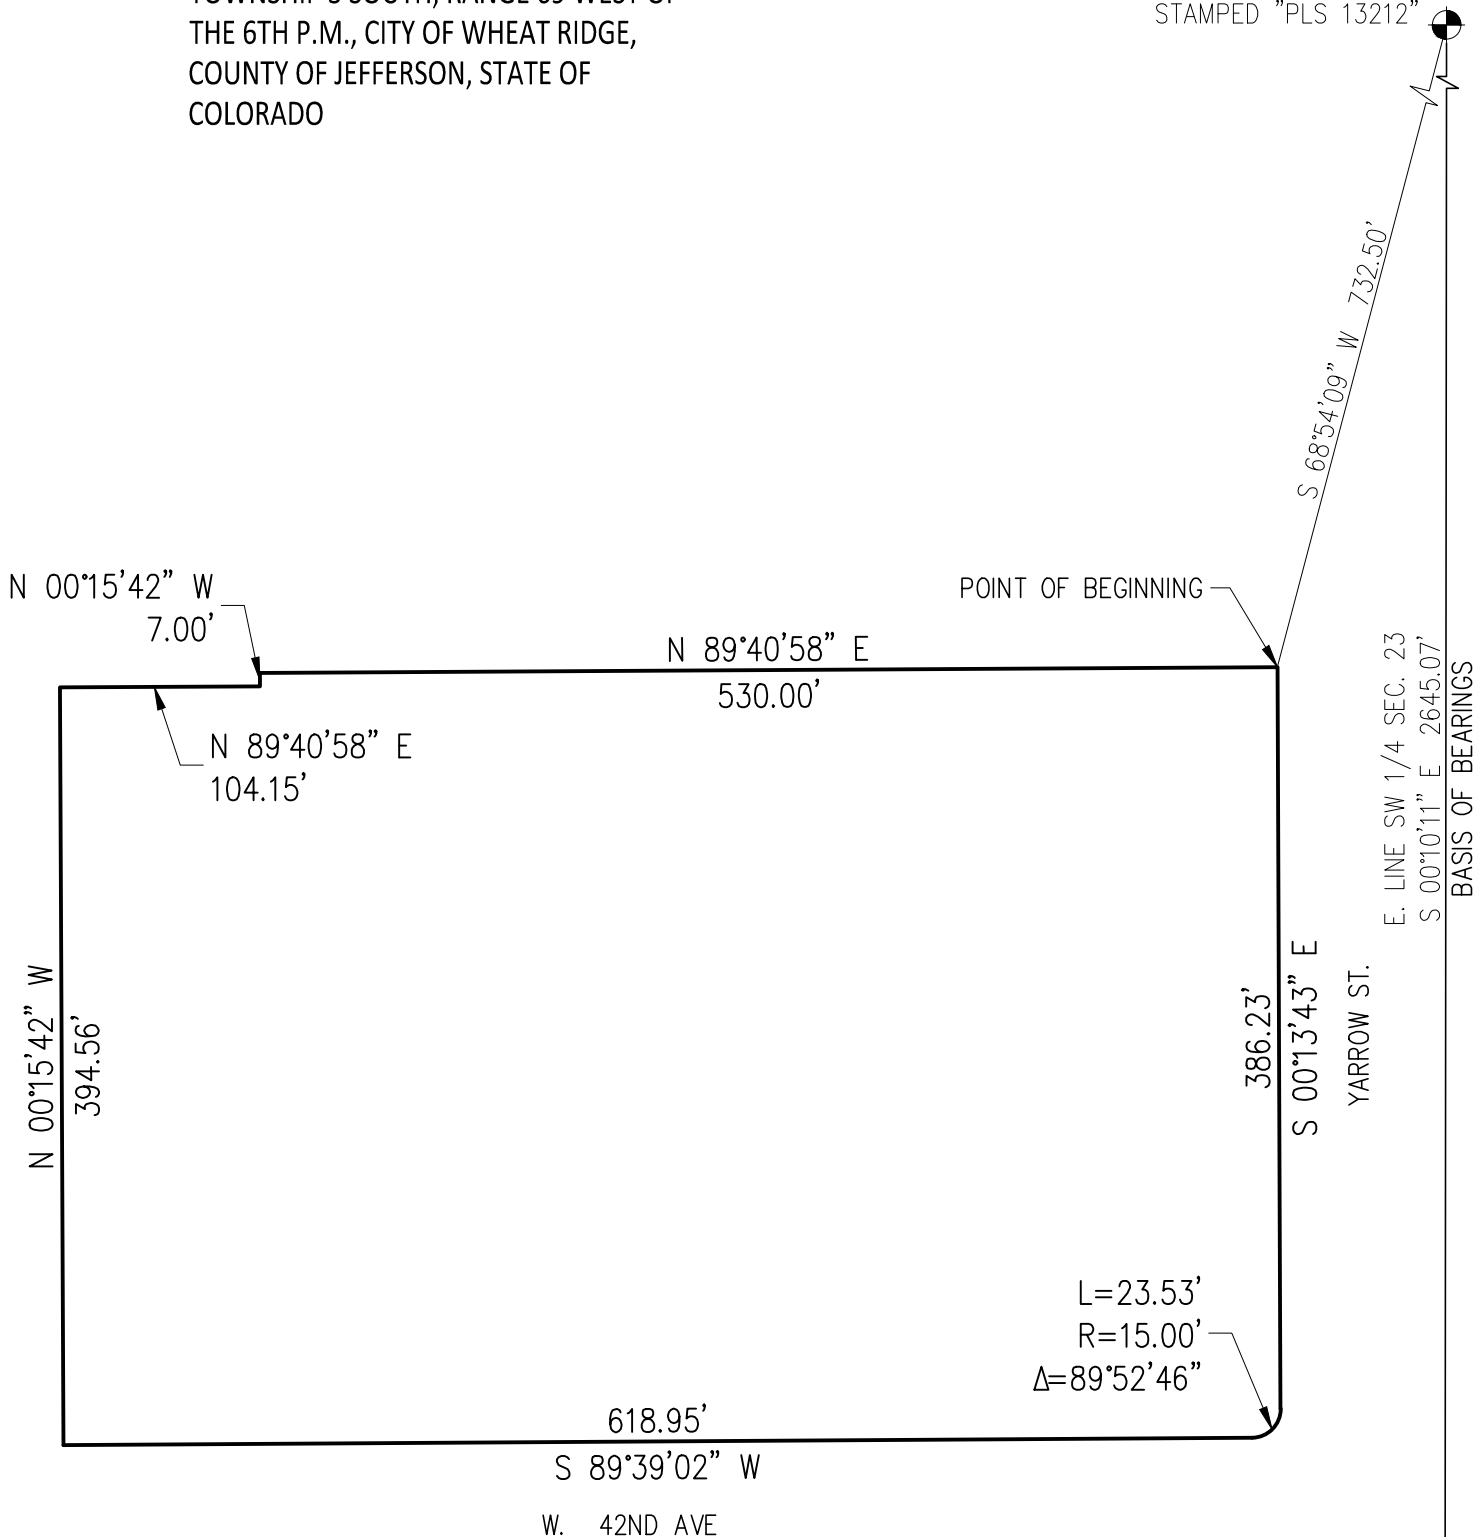 THE 6TH P.M., CITY OF WHEAT RIDGE,
COUNTY OF JEFFERSON, STATE OF
COLORADO
STAMPED "PLS 13212"
S 68°54'09" W 732.50'
N 00°15'42" W
7.00'
POINT OF BEGINNING
N 89°40'58" E
530.00'
N 89°40'58" E
104.15'
E. LINE SW 1/4 SEC. 23
S 00°10'11" E 2645.07'
BASIS OF BEARINGS
N 00°15'42" W
394.56'
386.23'
S 00°13'43" E
YARROW ST.
L=23.53'
R=15.00'
Δ=89°52'46"
618.95'
S 89°39'02" W
W. 42ND AVE